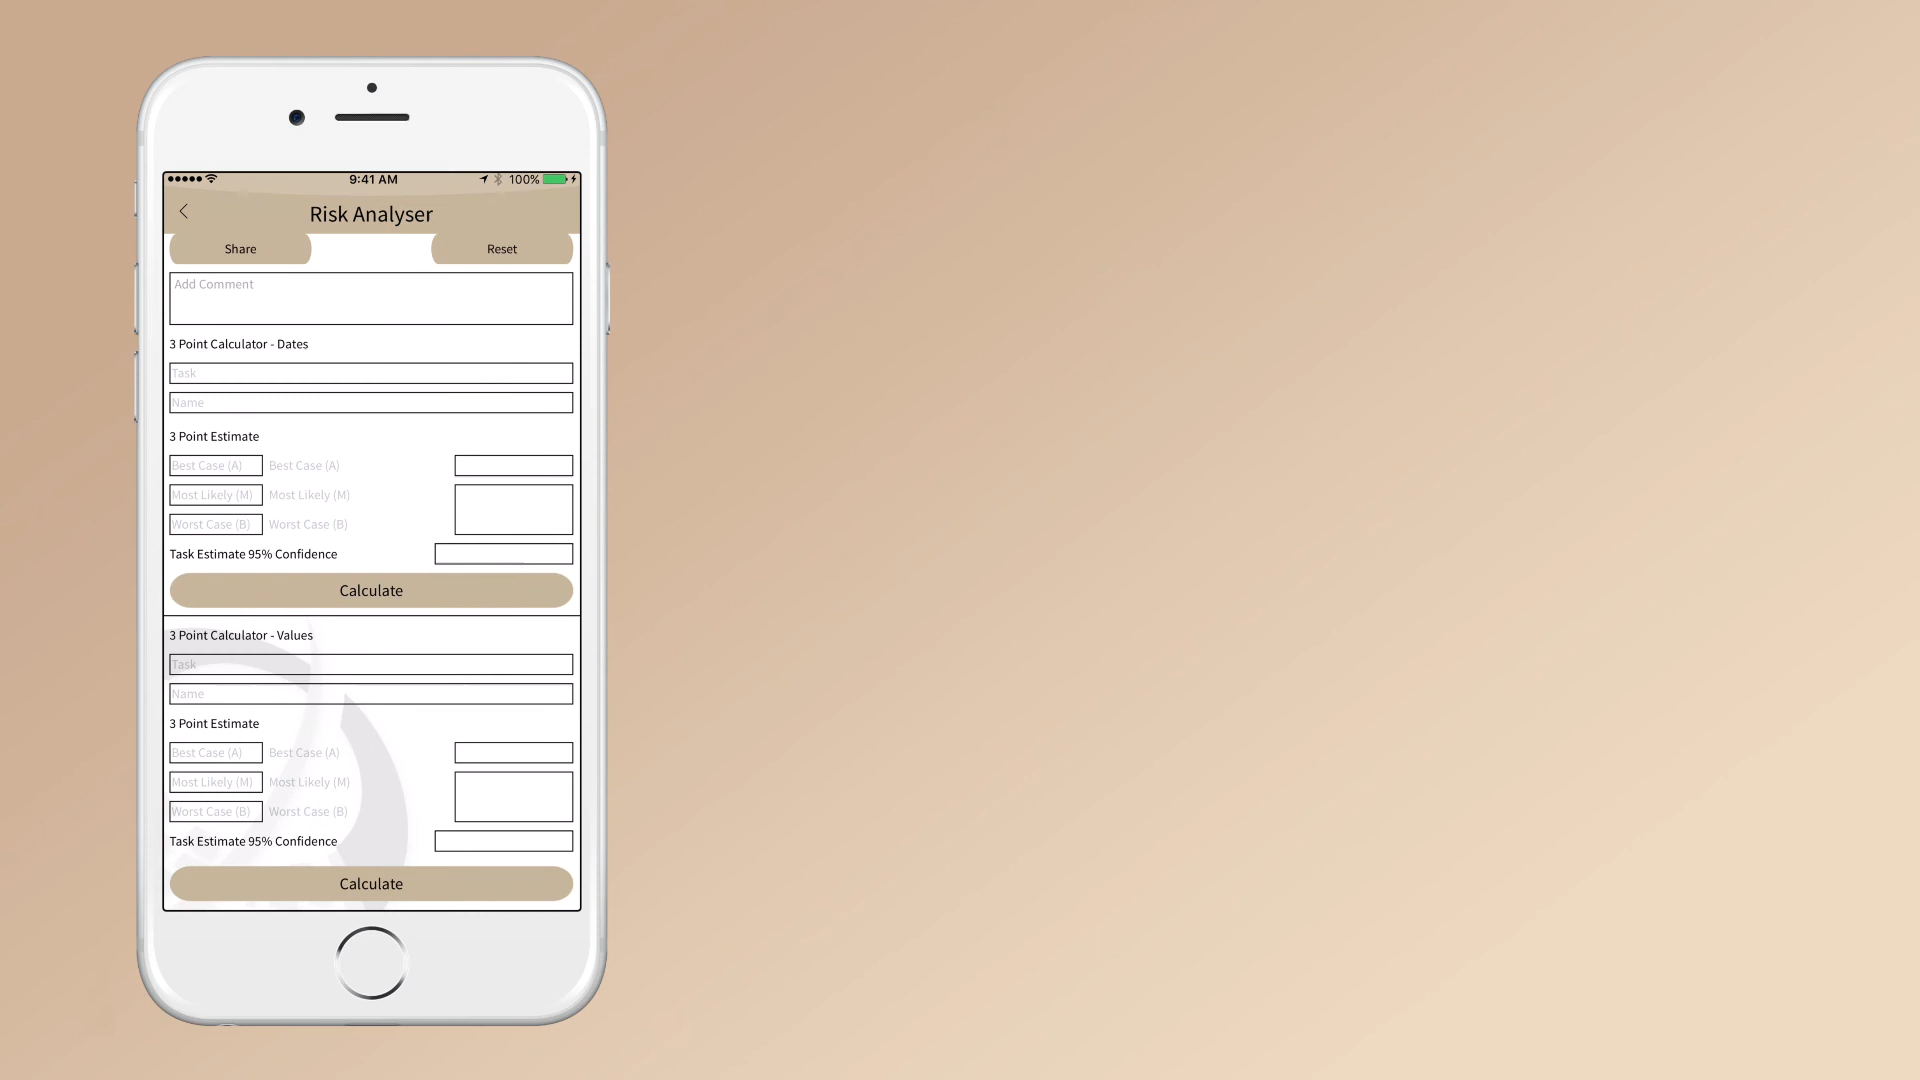 9:41 AM 100%
Risk Analyser
Share Reset
Add Comment
3 Point Calculator - Dates
Task
Name
3 Point Estimate
Best Case (A) Best Case (A)
Most Likely (M) Most Likely (M)
Worst Case (B) Worst Case (B)
Task Estimate 95% Confidence
Calculate
3 Point Calculator - Values
Task
Name
3 Point Estimate
Best Case (A) Best Case (A)
Most Likely (M) Most Likely (M)
Worst Case (B) Worst Case (B)
Task Estimate 95% Confidence
Calculate